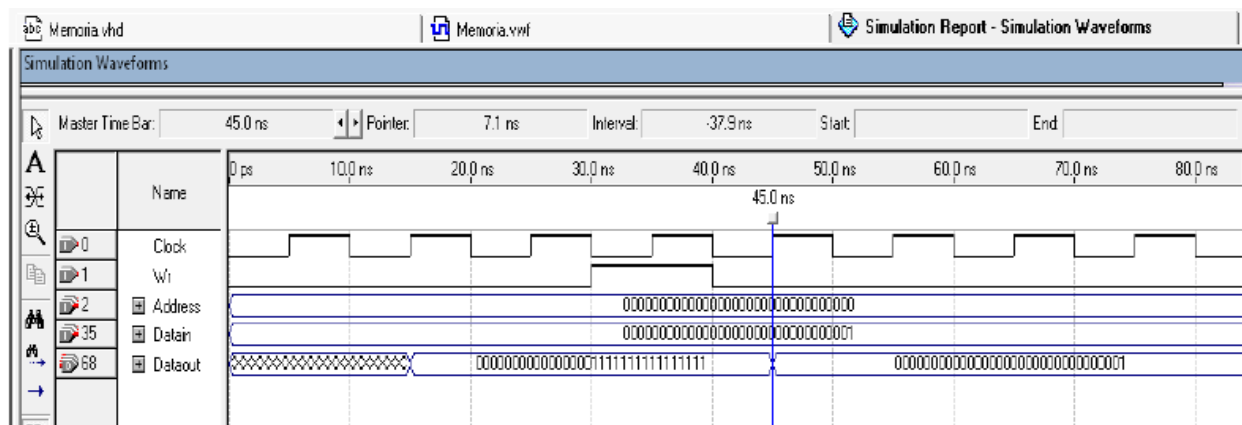 abc Memoria.vhd Memoria.vwf Simulation Report - Simulation Waveforms
Simulation Waveforms
Master Time Bar: 45.0 ns Pointer: 7.1 ns Interval: -37.9 ns Start: End:
A Name 0 ps 10.0 ns 20.0 ns 30.0 ns 40.0 ns 50.0 ns 60.0 ns 70.0 ns 80.0 ns
45.0 ns
0 Clock
1 Wr
2 Address 00000000000000000000000000000000
35 Datain 00000000000000000000000000000001
68 Dataout 00000000000000001111111111111111 00000000000000000000000000000001